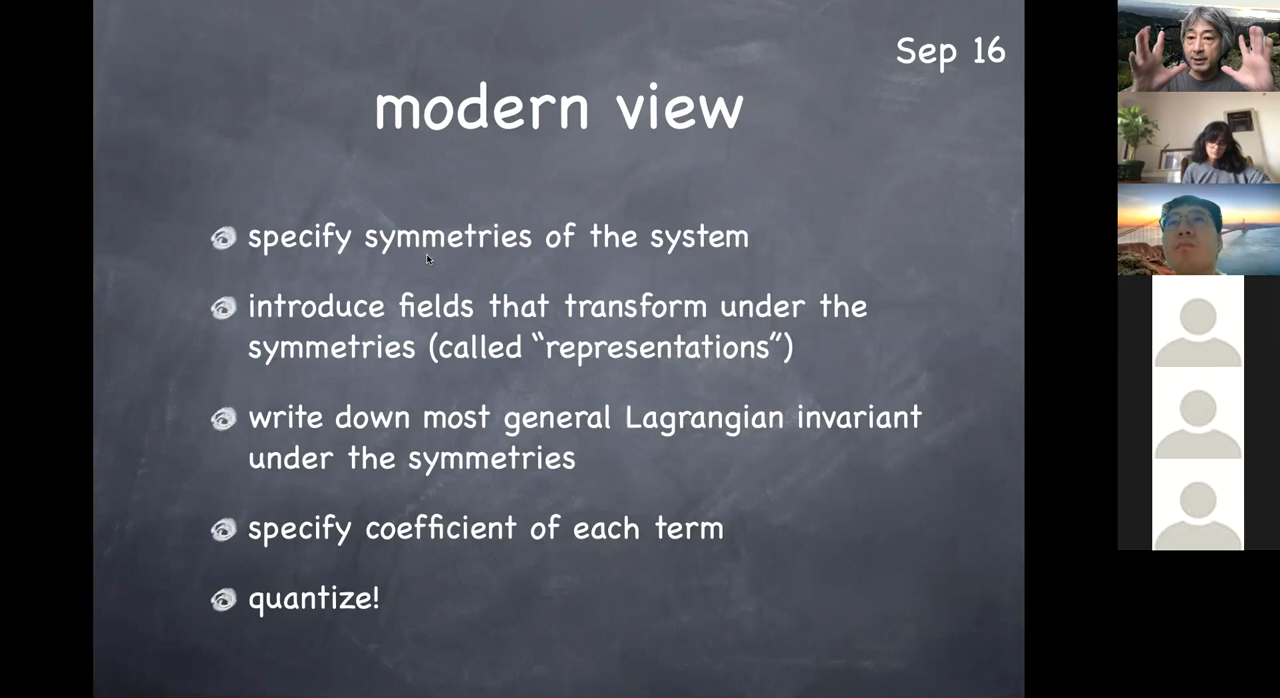 Sep 16
modern view
specify symmetries of the system
introduce fields that transform under the
symmetries (called “representations”)
write down most general Lagrangian invariant
under the symmetries
specify coefficient of each term
quantize!